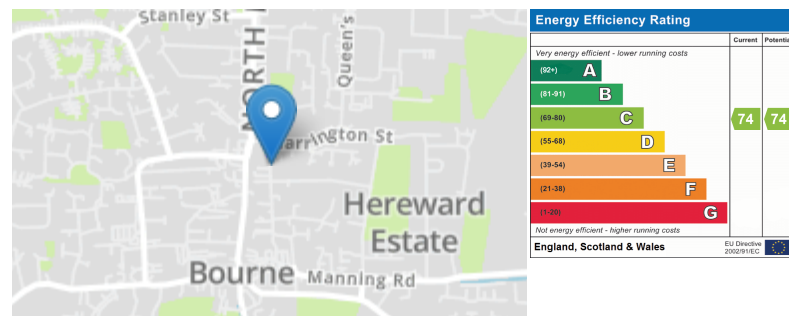 Stanley St
Queen's
NORTH
Hereward
Estate
Bourne
Manning Rd
Energy Efficiency Rating
Current
Very energy efficient - lower running costs
(92+) A
(81-91) B
(69-80) C 74 74
(55-68) D
(39-54) E
(21-38) F
(1-20) G
Not energy efficient - higher running costs
England, Scotland & Wales
EU Directive
2002/91/EC